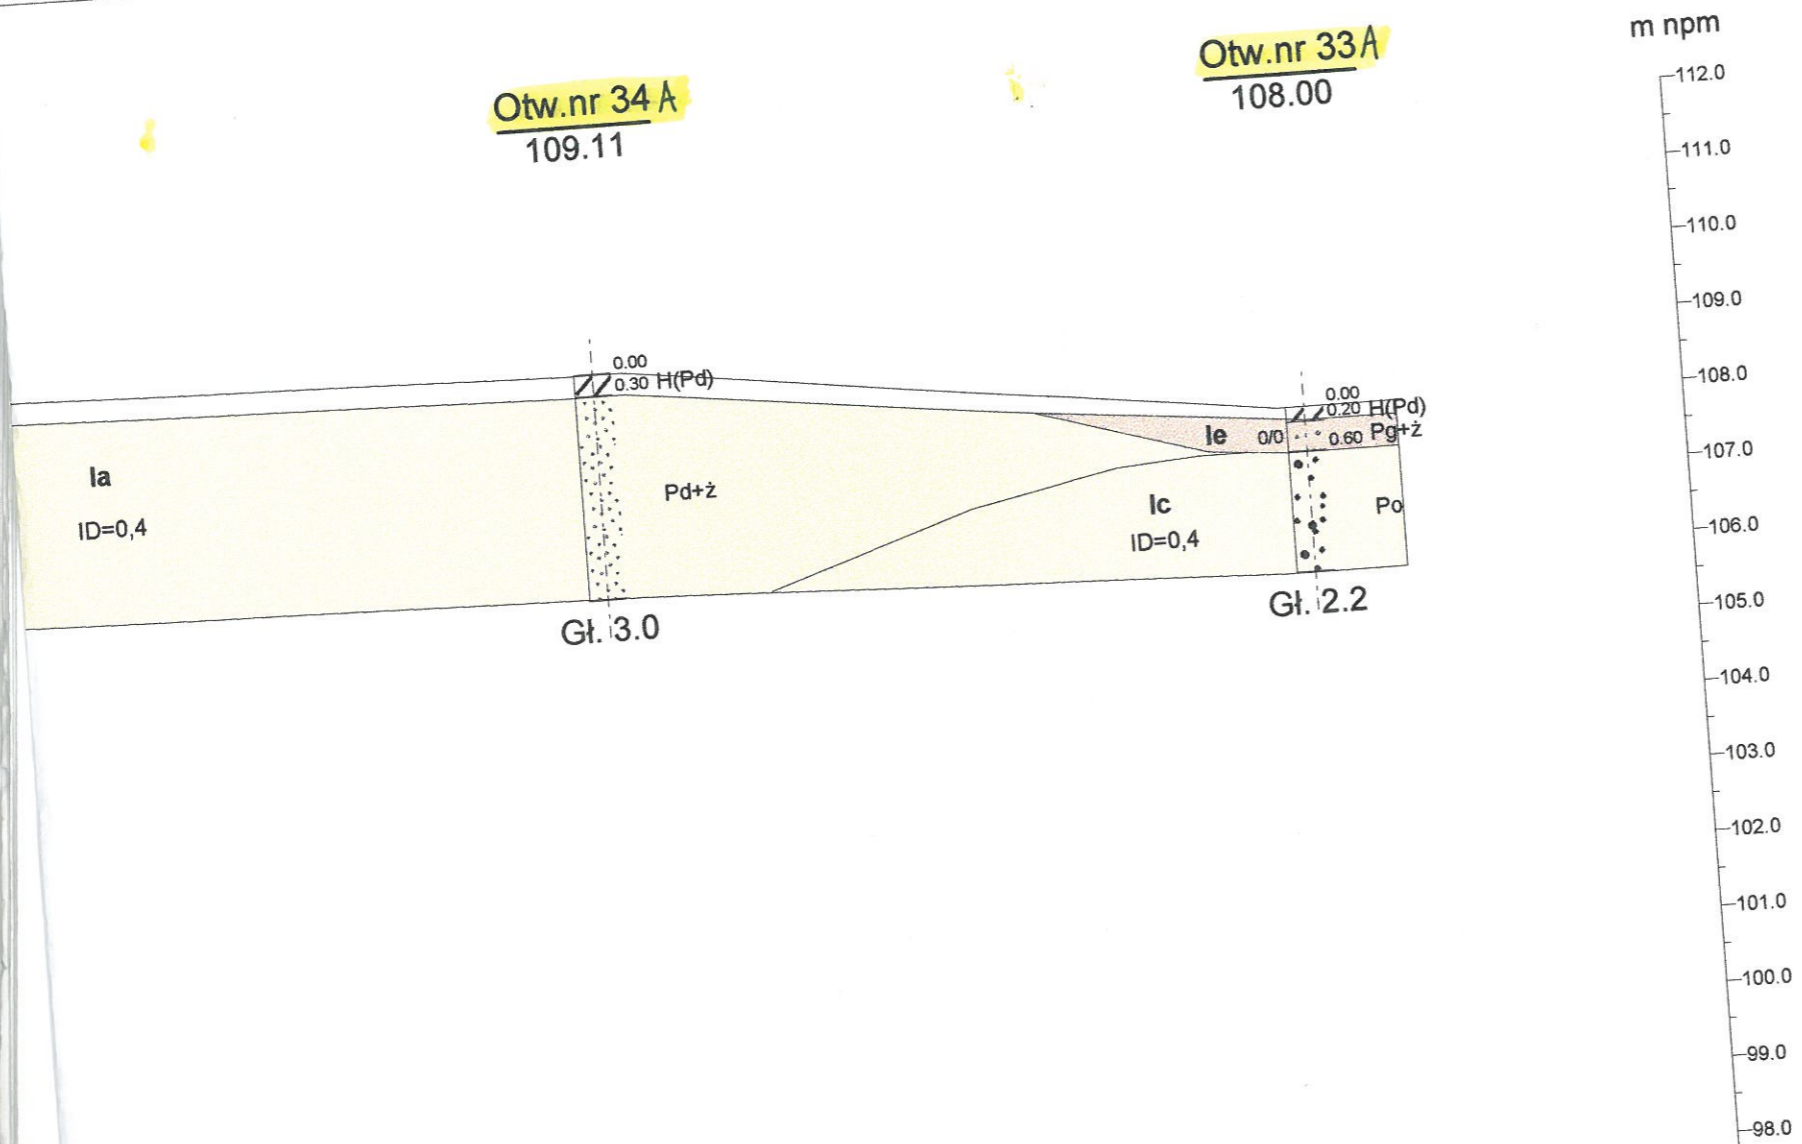 m npm
Otw.nr 33A
108.00
Otw.nr 34A
109.11
112.0
111.0
110.0
109.0
108.0
107.0
106.0
105.0
104.0
103.0
102.0
101.0
100.0
99.0
98.0
0.00
0.30 H(Pd)
0.00
0.20 H(Pd)
Ie 0/0 0.60 Pg+ż
Ia
ID=0,4
Pd+ż
Ic
ID=0,4
Po
Gł. 3.0
Gł. 2.2